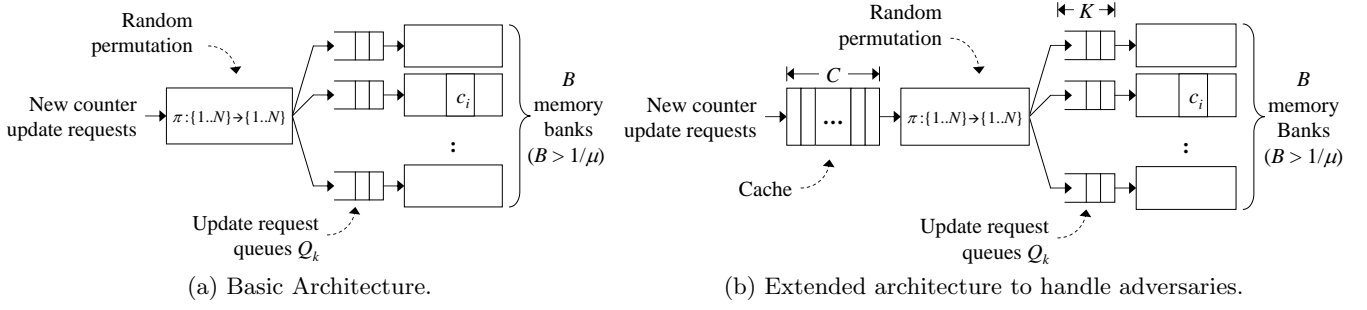 Random
permutation
New counter
update requests
π:{1..N}→{1..N}
c_i
:
B
memory
banks
(B > 1/μ)
Update request
queues Q_k
(a) Basic Architecture.
Random
permutation
K
C
New counter
update requests
...
π:{1..N}→{1..N}
c_i
:
B
memory
Banks
(B > 1/μ)
Cache
Update request
queues Q_k
(b) Extended architecture to handle adversaries.